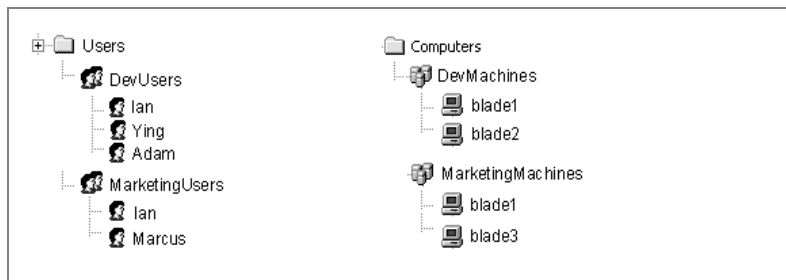 Users
DevUsers
Ian
Ying
Adam
MarketingUsers
Ian
Marcus
Computers
DevMachines
blade1
blade2
MarketingMachines
blade1
blade3